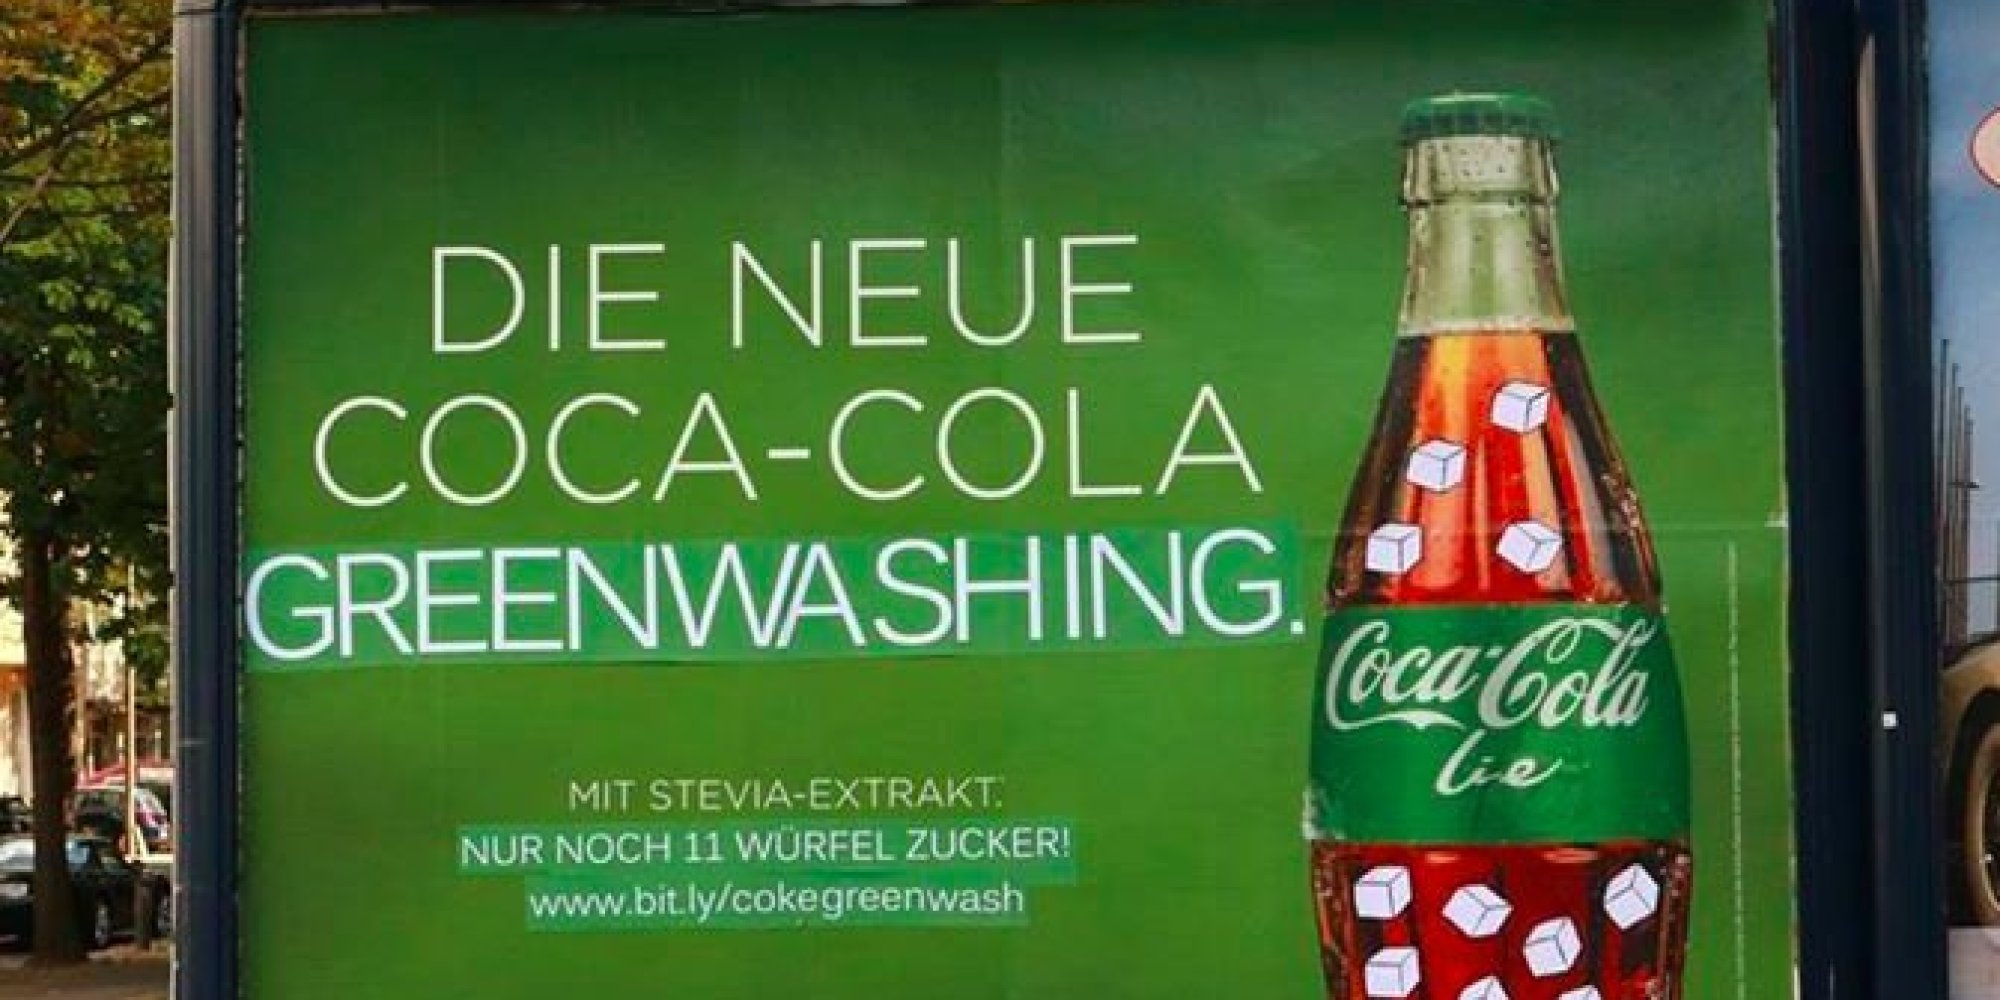 DIE NEUE
COCA-COLA
GREENWASHING.
MIT STEVIA-EXTRAKT.
NUR NOCH 11 WÜRFEL ZUCKER!
www.bit.ly/cokegreenwash
Coca-Cola
lie